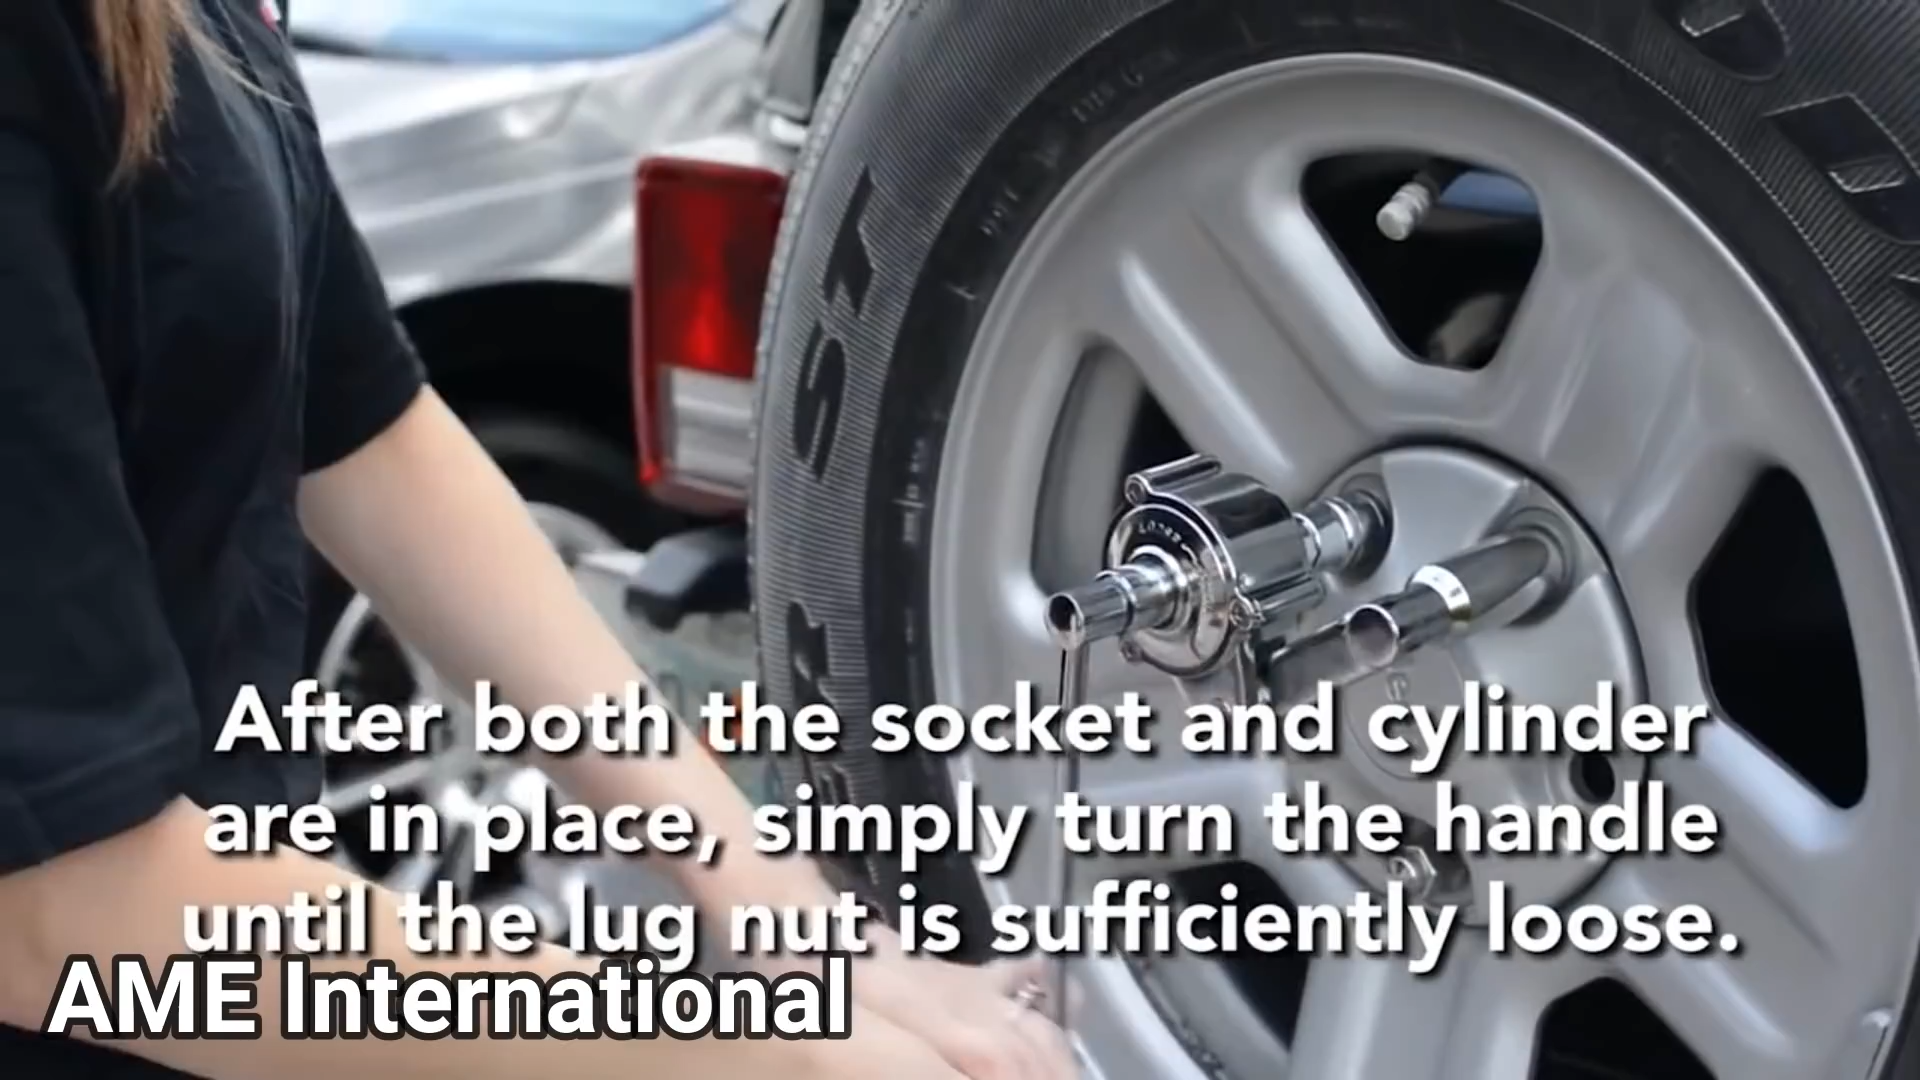 ST
After both the socket and cylinder
are in place, simply turn the handle
until the lug nut is sufficiently loose.
AME International